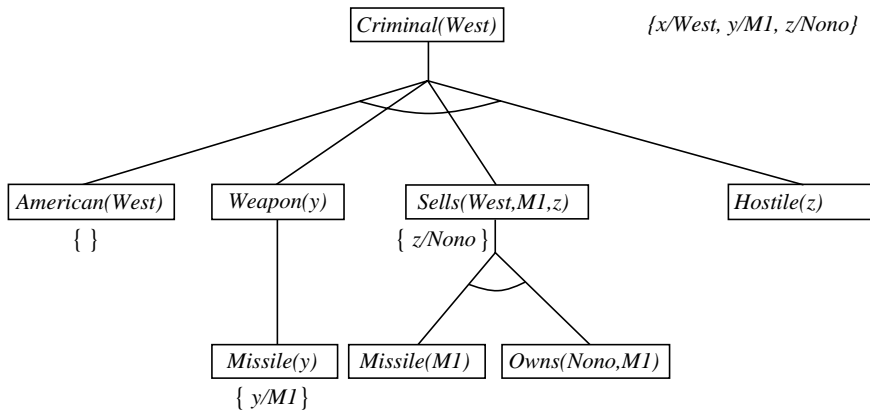 Criminal(West)
{x/West, y/M1, z/Nono}
American(West)
Weapon(y)
Sells(West,M1,z)
Hostile(z)
{ }
{ z/Nono }
Missile(y)
Missile(M1)
Owns(Nono,M1)
{ y/M1 }